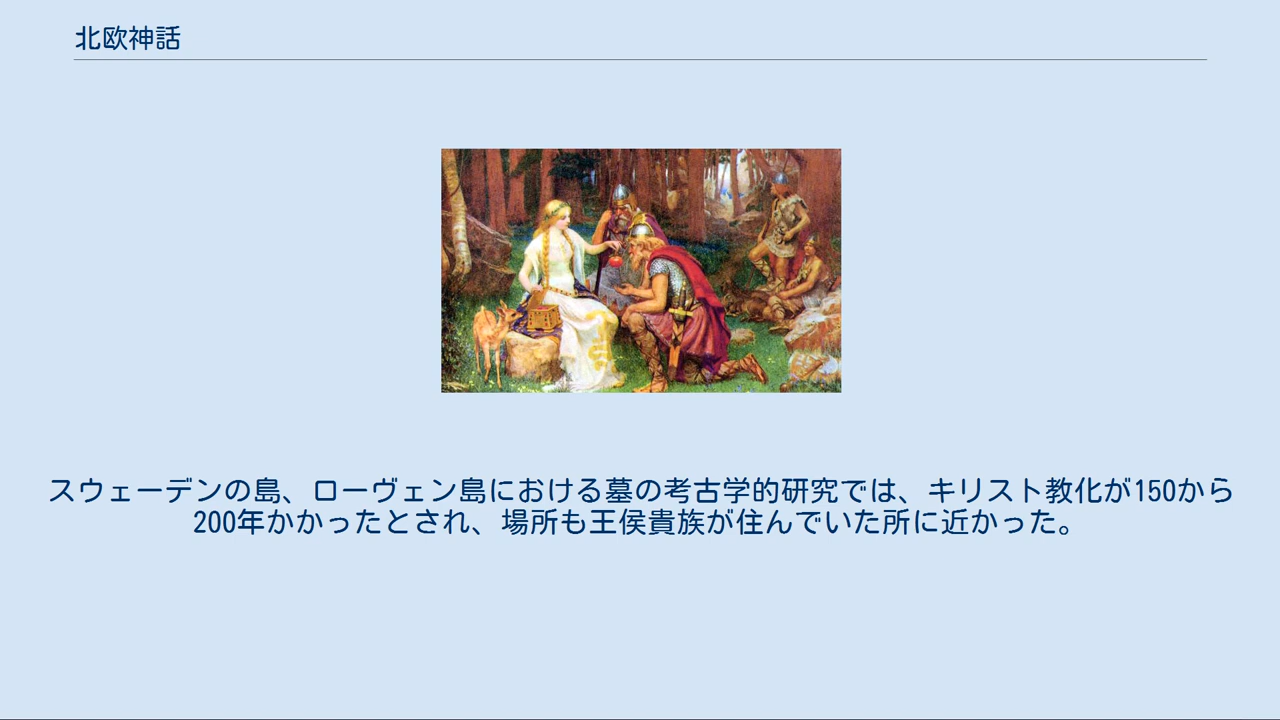 北欧神話
スウェーデンの島、ローヴェン島における墓の考古学的研究では、キリスト教化が150から
200年かかったとされ、場所も王侯貴族が住んでいた所に近かった。